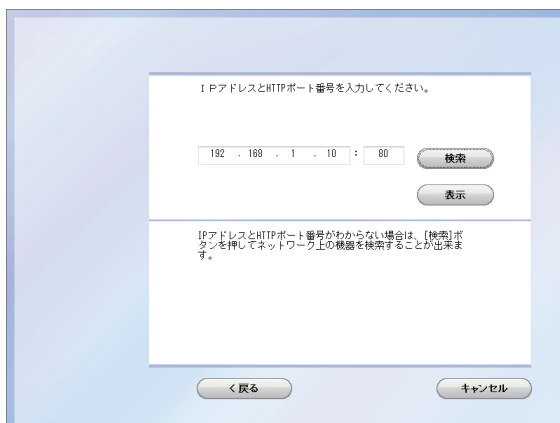 ＩＰアドレスとHTTPポート番号を入力してください。
192 . 168 . 1 . 10 : 80 検索
表示
IPアドレスとHTTPポート番号がわからない場合は、[検索]ボ
タンを押してネットワーク上の機器を検索することが出来ま
す。
< 戻る キャンセル